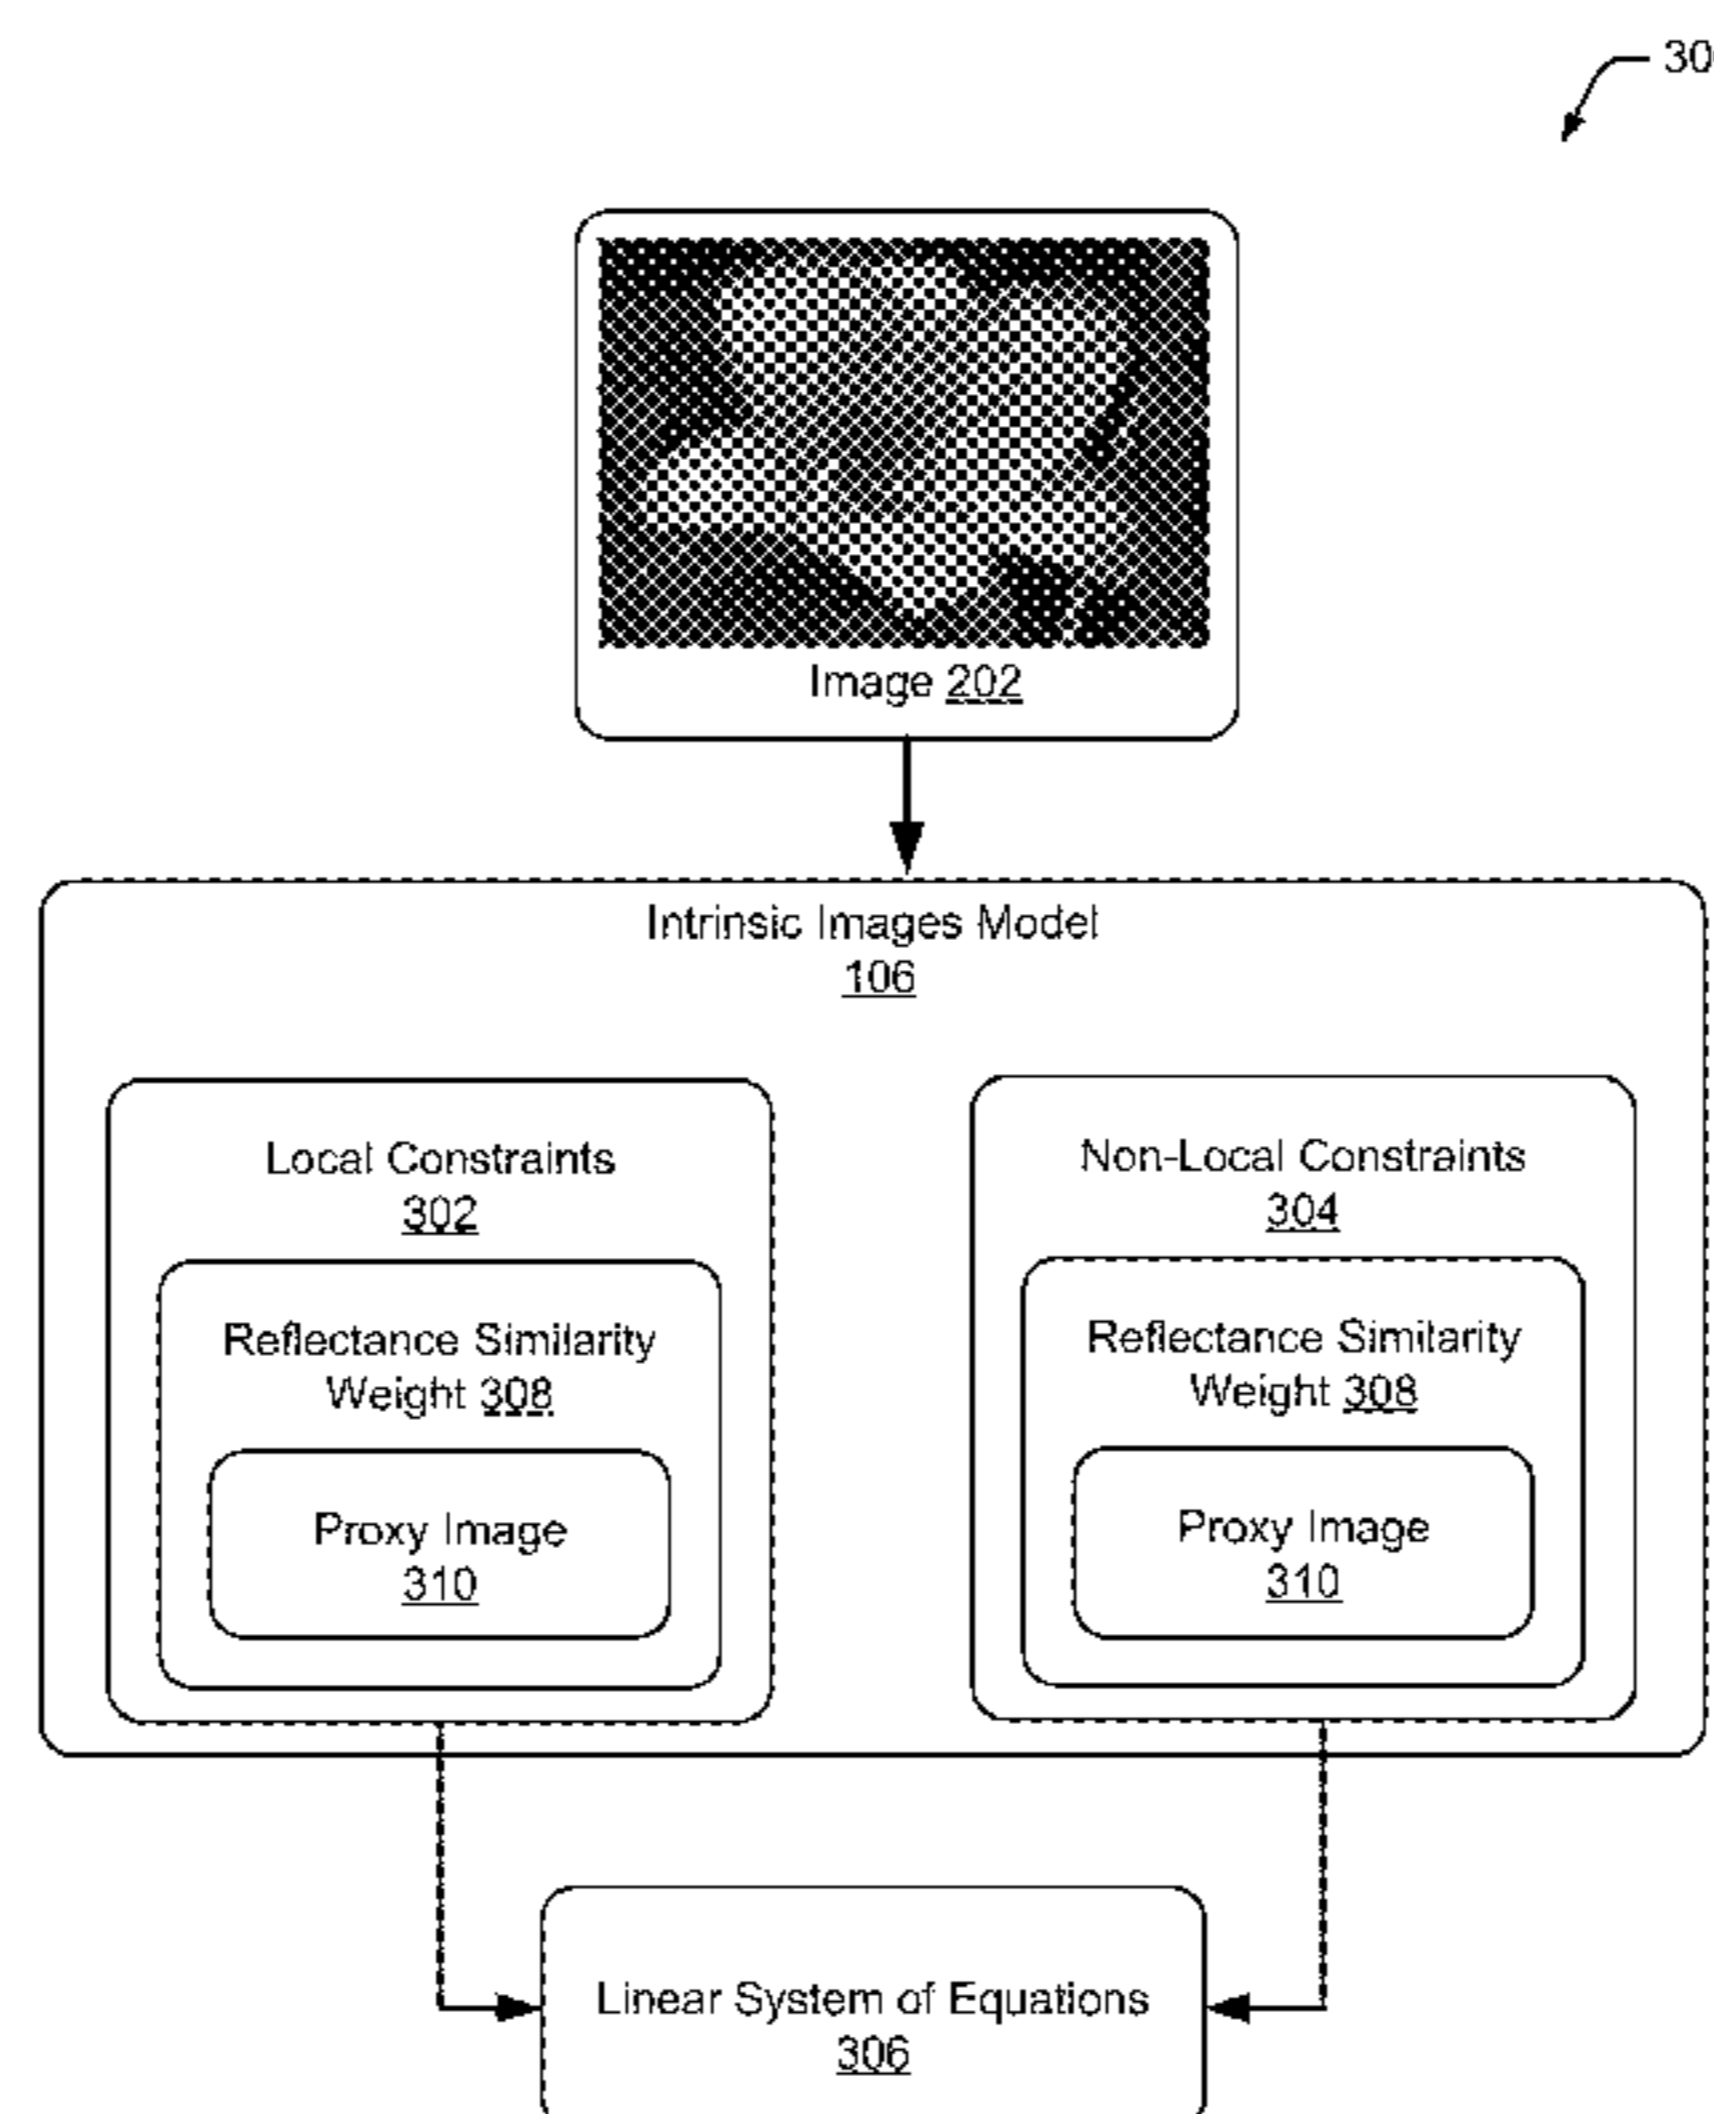 30
Image 202
Intrinsic Images Model
106
Local Constraints
302
Reflectance Similarity
Weight 308
Proxy Image
310
Non-Local Constraints
304
Reflectance Similarity
Weight 308
Proxy Image
310
Linear System of Equations
306